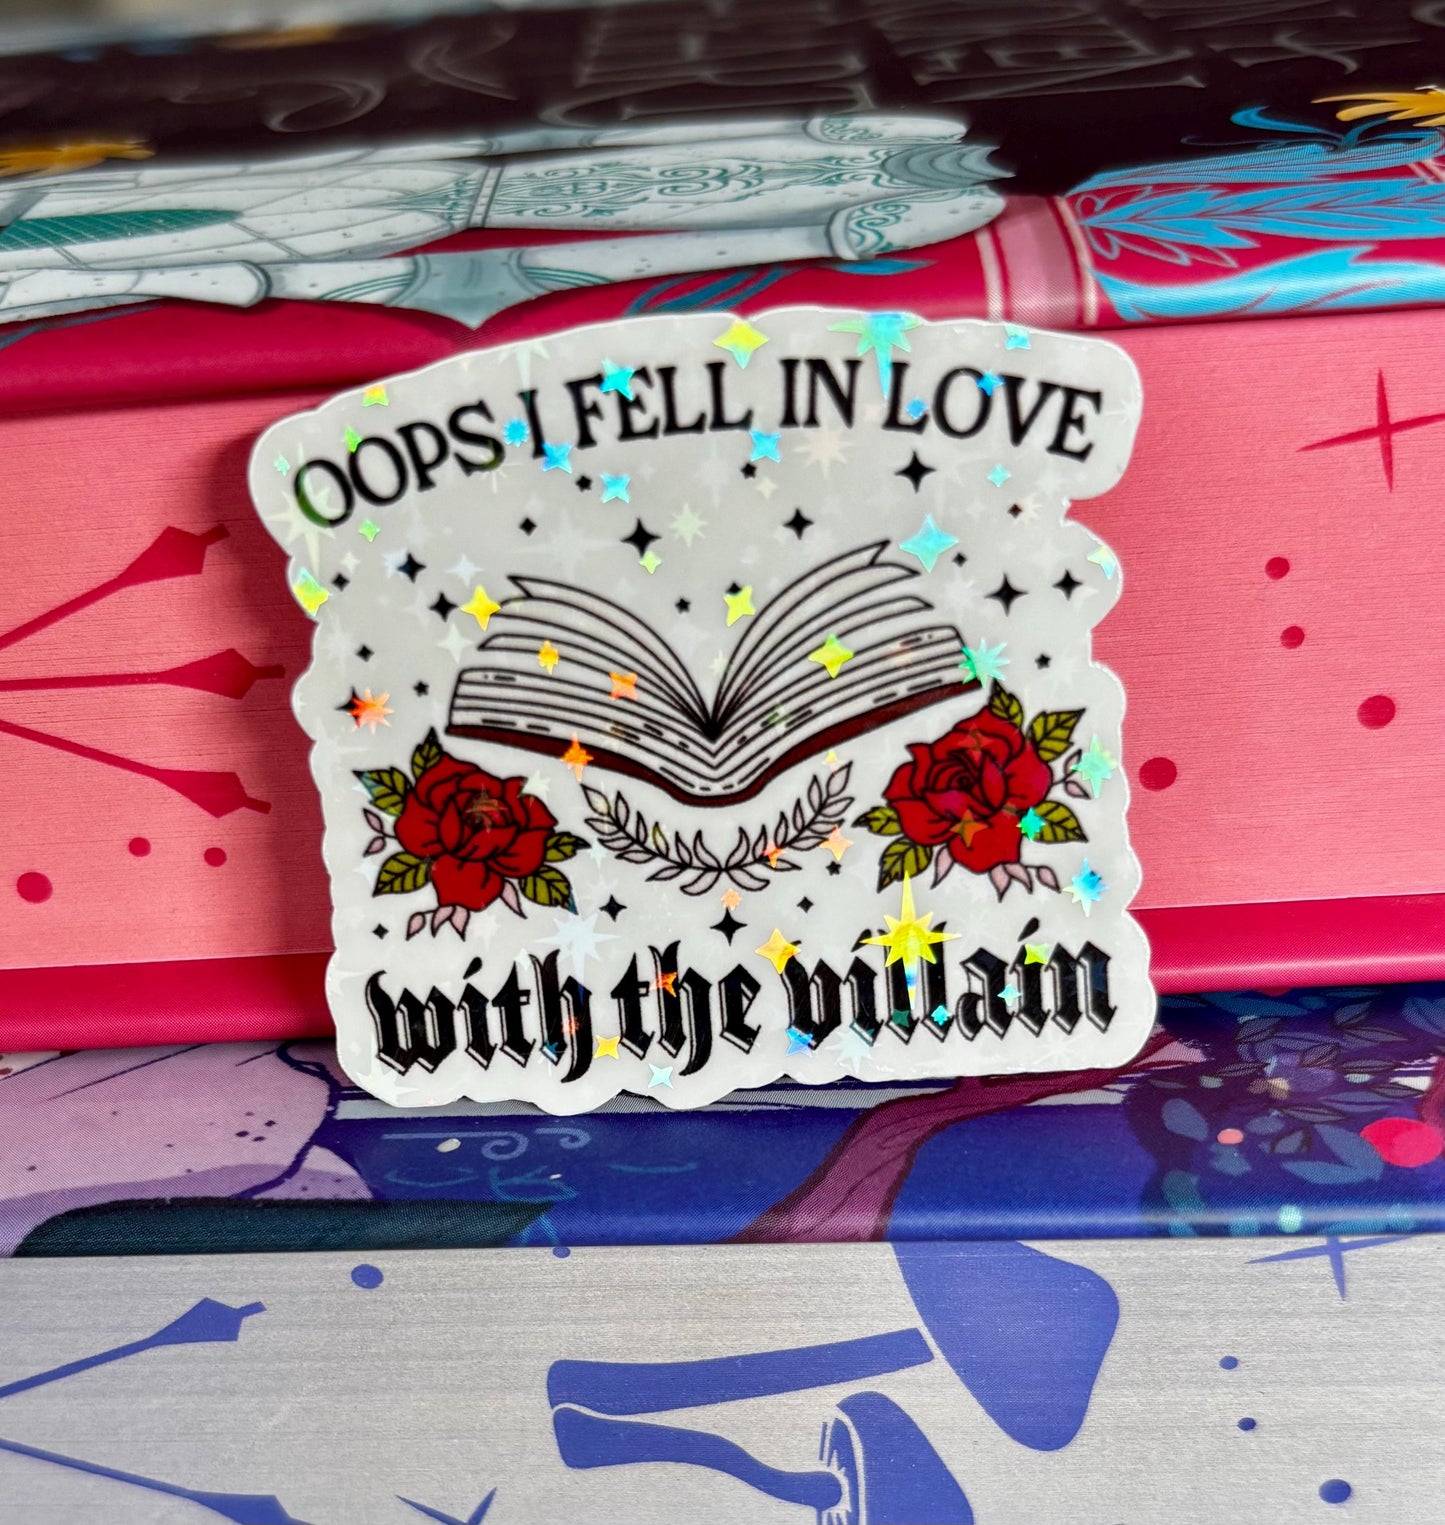 OOPS I FELL IN LOVE
with the villain